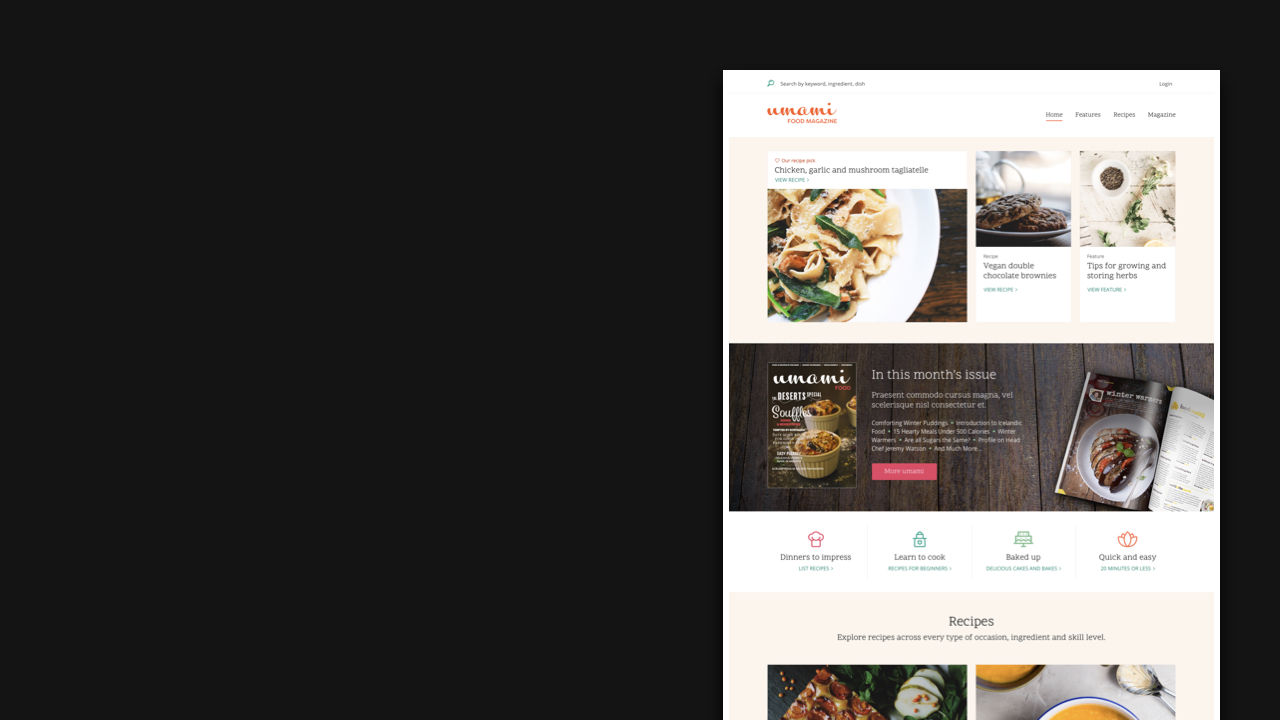 Search by keyword, ingredient, dish
Login
umami
FOOD MAGAZINE
Home Features Recipes Magazine
Our recipe pick
Chicken, garlic and mushroom tagliatelle
VIEW RECIPE >
Recipe
Vegan double
chocolate brownies
VIEW RECIPE >
Feature
Tips for growing and
storing herbs
VIEW FEATURE >
umami
FOOD
DESERTS SPECIAL
Souffles
EASY PEASY!
In this month's issue
Praesent commodo cursus magna, vel
scelerisque nisl consectetur et.
Comforting Winter Puddings • Introduction to Icelandic
Food • 15 Hearty Meals Under 500 Calories • Winter
Warmers • Are all Sugars the Same? • Profile on Head
Chef Jeremy Watson • And Much More...
More umami
winter warmers
Dinners to impress
LIST RECIPES >
Learn to cook
RECIPES FOR BEGINNERS >
Baked up
DELICIOUS CAKES AND BAKES >
Quick and easy
20 MINUTES OR LESS >
Recipes
Explore recipes across every type of occasion, ingredient and skill level.